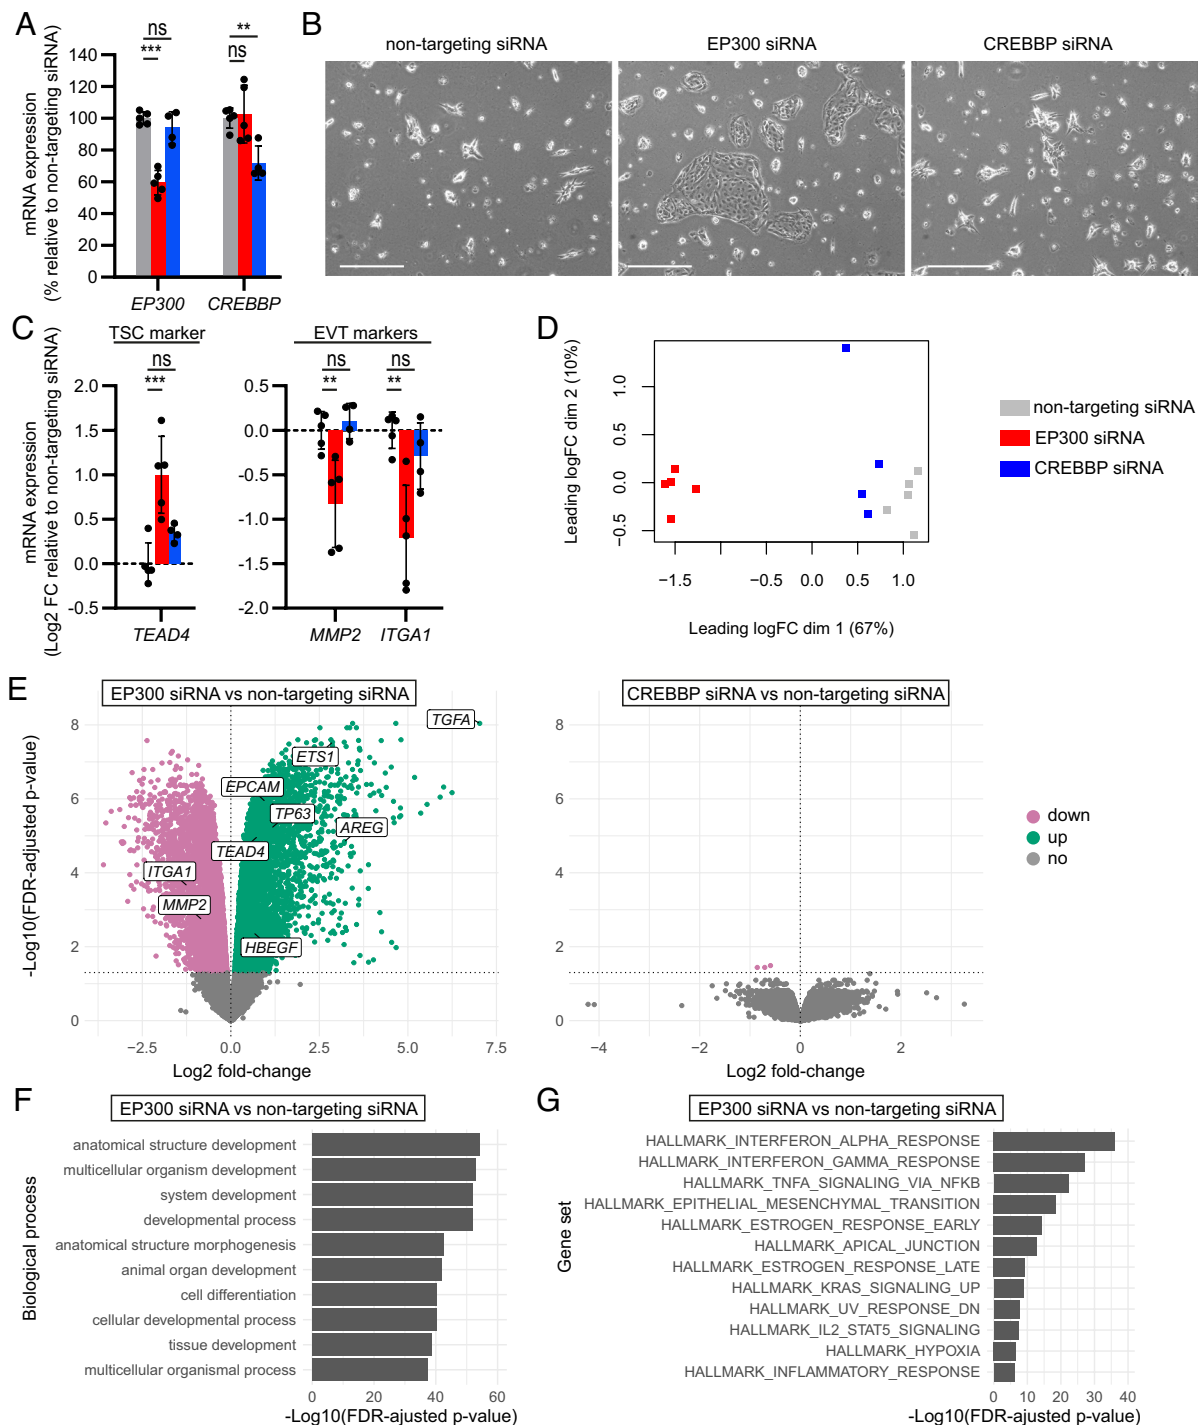 A
mRNA expression
(% relative to non-targeting siRNA)
140
120
100
80
60
40
20
0
ns
***
**
ns
EP300
CREBBP
B
non-targeting siRNA
EP300 siRNA
CREBBP siRNA
C
TSC marker
EVT markers
mRNA expression
(Log2 FC relative to non-targeting siRNA)
ns
***
2.0
1.5
1.0
0.5
0.0
-0.5
TEAD4
ns
ns
**
**
0.5
0.0
-0.5
-1.0
-1.5
-2.0
MMP2
ITGA1
D
Leading logFC dim 2 (10%)
1.0
0.5
0.0
−0.5
−1.5
−0.5
0.0
0.5
1.0
Leading logFC dim 1 (67%)
non-targeting siRNA
EP300 siRNA
CREBBP siRNA
E
EP300 siRNA vs non-targeting siRNA
-Log10(FDR-adjusted p-value)
8
6
4
2
0
TGFA
ETS1
EPCAM
TP63
AREG
TEAD4
ITGA1
MMP2
HBEGF
−2.5
0.0
2.5
5.0
7.5
Log2 fold-change
CREBBP siRNA vs non-targeting siRNA
8
6
4
2
0
−4
−2
0
2
Log2 fold-change
down
up
no
F
EP300 siRNA vs non-targeting siRNA
Biological process
anatomical structure development
multicellular organism development
system development
developmental process
anatomical structure morphogenesis
animal organ development
cell differentiation
cellular developmental process
tissue development
multicellular organismal process
0
20
40
60
-Log10(FDR-ajusted p-value)
G
EP300 siRNA vs non-targeting siRNA
Gene set
HALLMARK_INTERFERON_ALPHA_RESPONSE
HALLMARK_INTERFERON_GAMMA_RESPONSE
HALLMARK_TNFA_SIGNALING_VIA_NFKB
HALLMARK_EPITHELIAL_MESENCHYMAL_TRANSITION
HALLMARK_ESTROGEN_RESPONSE_EARLY
HALLMARK_APICAL_JUNCTION
HALLMARK_ESTROGEN_RESPONSE_LATE
HALLMARK_KRAS_SIGNALING_UP
HALLMARK_UV_RESPONSE_DN
HALLMARK_IL2_STAT5_SIGNALING
HALLMARK_HYPOXIA
HALLMARK_INFLAMMATORY_RESPONSE
0
10
20
30
40
-Log10(FDR-ajusted p-value)